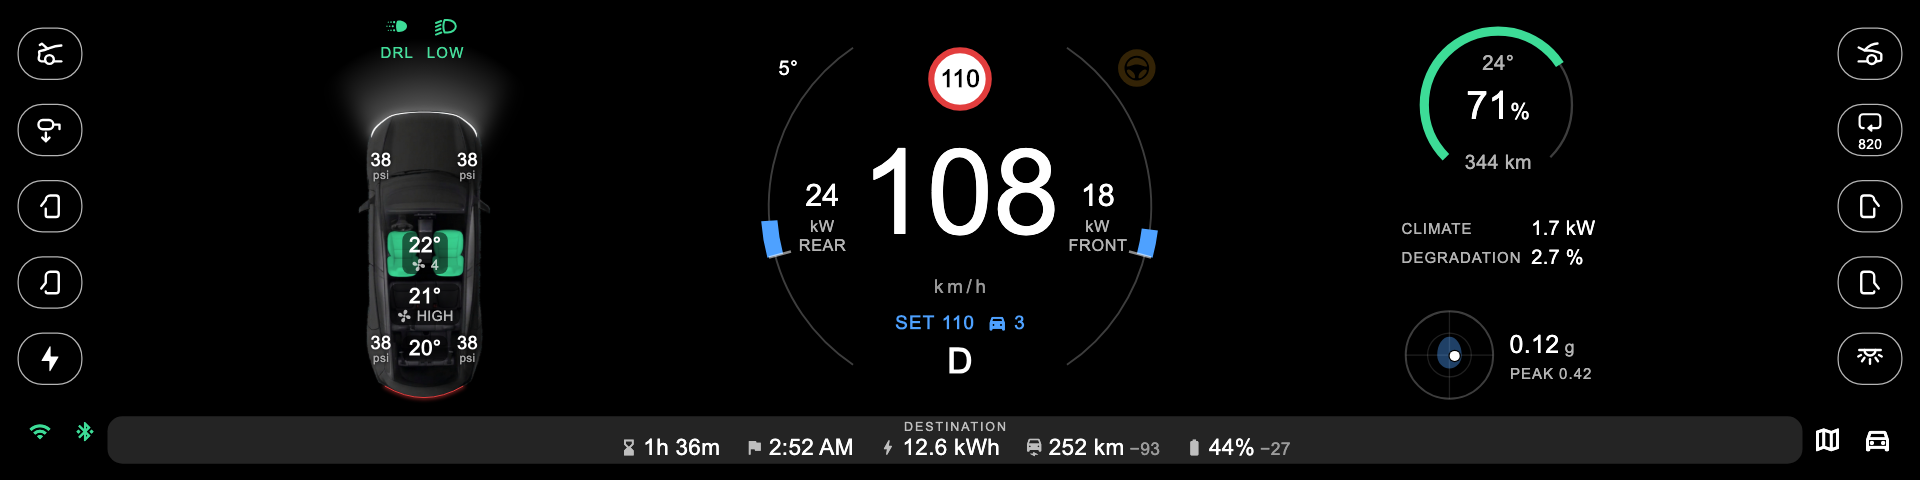 DRL LOW
38 psi
38 psi
22°
4
21°
HIGH
38 psi
20°
38 psi
5°
110
24
kW
REAR
108
18
kW
FRONT
km/h
SET 110 3
D
24°
71%
344 km
CLIMATE 1.7 kW
DEGRADATION 2.7 %
0.12 g
PEAK 0.42
820
DESTINATION
1h 36m 2:52 AM 12.6 kWh 252 km −93 44% −27